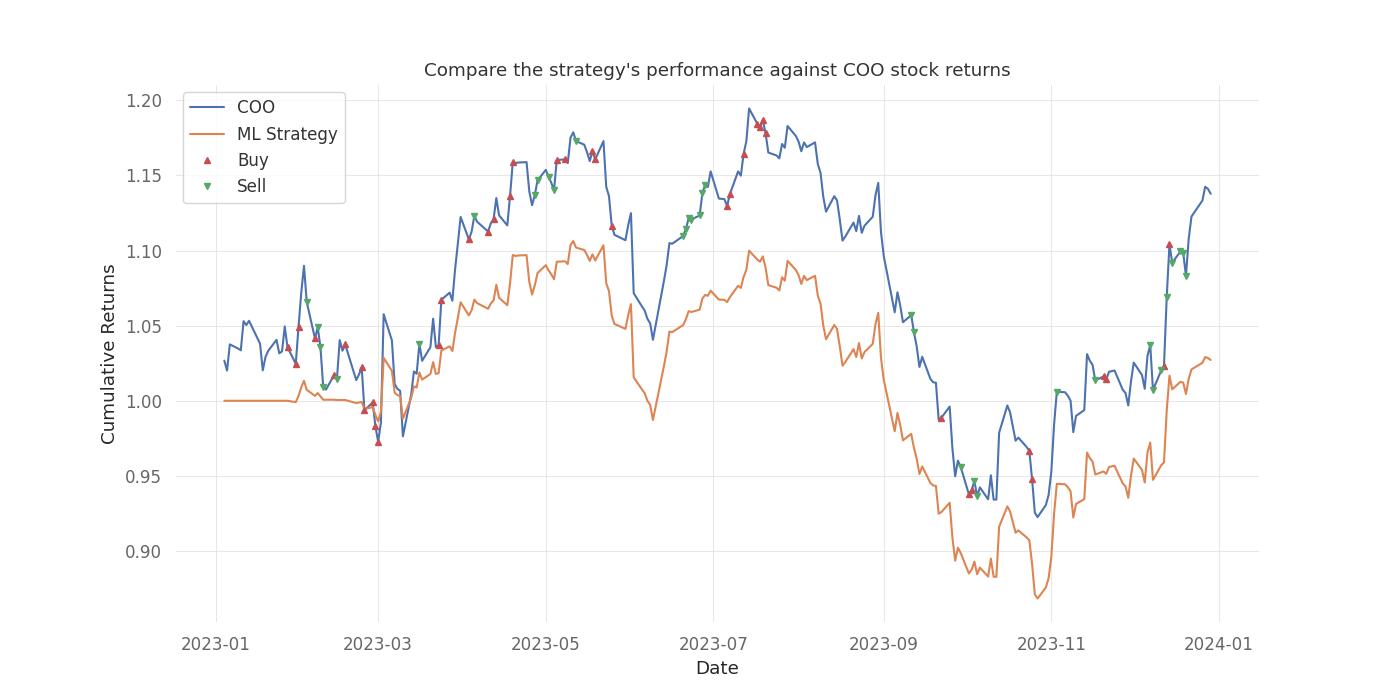 Compare the strategy's performance against COO stock returns
COO
ML Strategy
Buy
Sell
1.20
1.15
1.10
1.05
1.00
0.95
0.90
Cumulative Returns
2023-01 2023-03 2023-05 2023-07 2023-09 2023-11 2024-01
Date